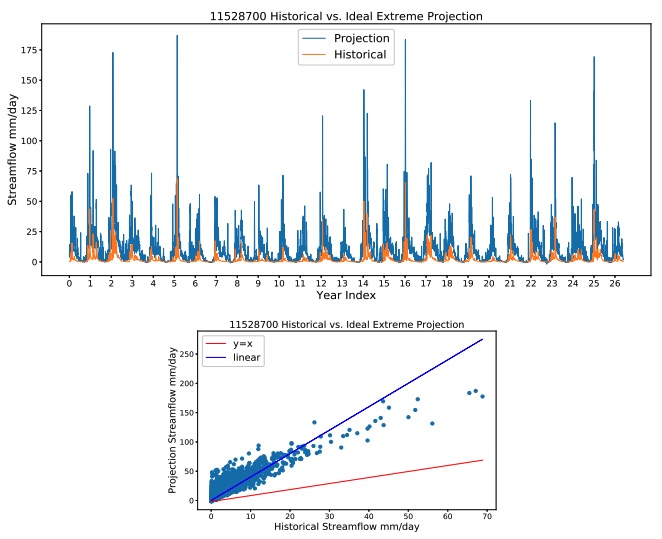 11528700 Historical vs. Ideal Extreme Projection
Projection
Historical
Streamflow mm/day
175
150
125
100
75
50
25
0
0 1 2 3 4 5 6 7 8 9 10 11 12 13 14 15 16 17 18 19 20 21 22 23 24 25 26
Year Index
11528700 Historical vs. Ideal Extreme Projection
y=x
linear
Projection Streamflow mm/day
250
200
150
100
50
0
0 10 20 30 40 50 60 70
Historical Streamflow mm/day